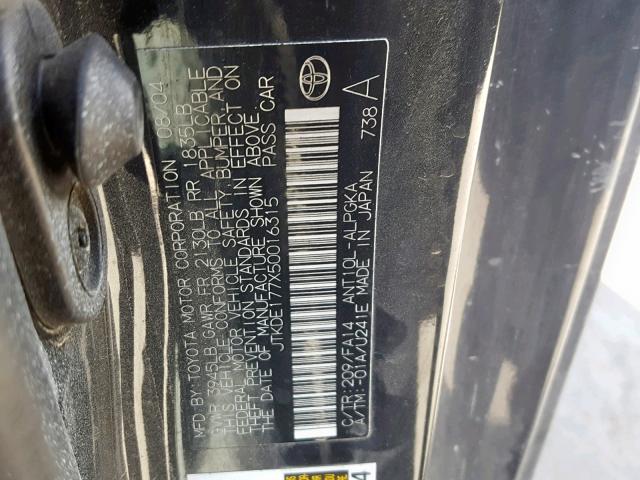 MFD.BY:TOYOTA MOTOR CORPORATION 08/04
GVWR 3945LB GAWR FR 2130LB RR 1835LB
THIS VEHICLE CONFORMS TO ALL APPLICABLE
FEDERAL MOTOR VEHICLE SAFETY, BUMPER, AND
THEFT PREVENTION STANDARDS IN EFFECT ON
THE DATE OF MANUFACTURE SHOWN ABOVE.
JTKDE177X50016315 PASS CAR
C/TR:209/FA14 ANT10L-ALPGKA
A/TM:-01A/U241E MADE IN JAPAN 738 A